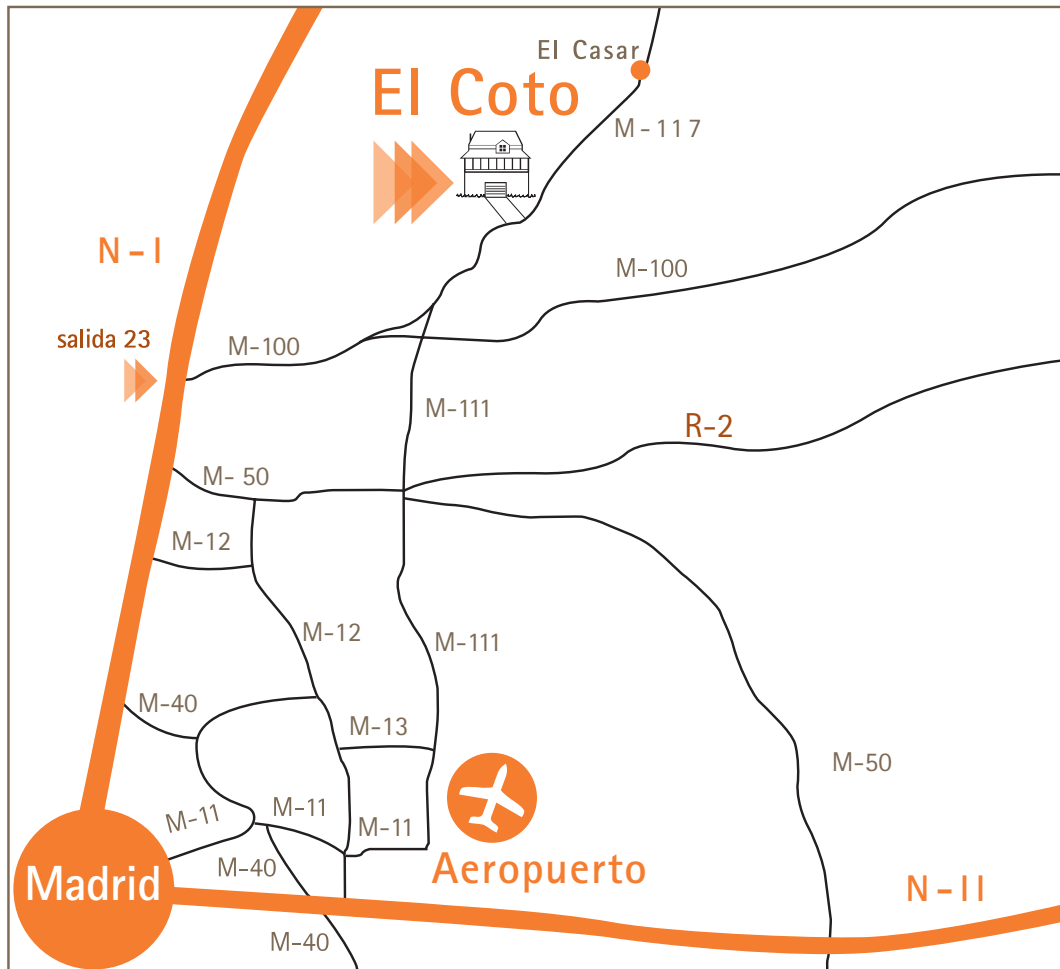 El Casar
El Coto
M-117
N-I
M-100
salida 23
M-100
M-111
R-2
M- 50
M-12
M-12
M-111
M-40
M-13
M-50
M-11
M-11
M-11
M-40
Aeropuerto
Madrid
N-II
M-40